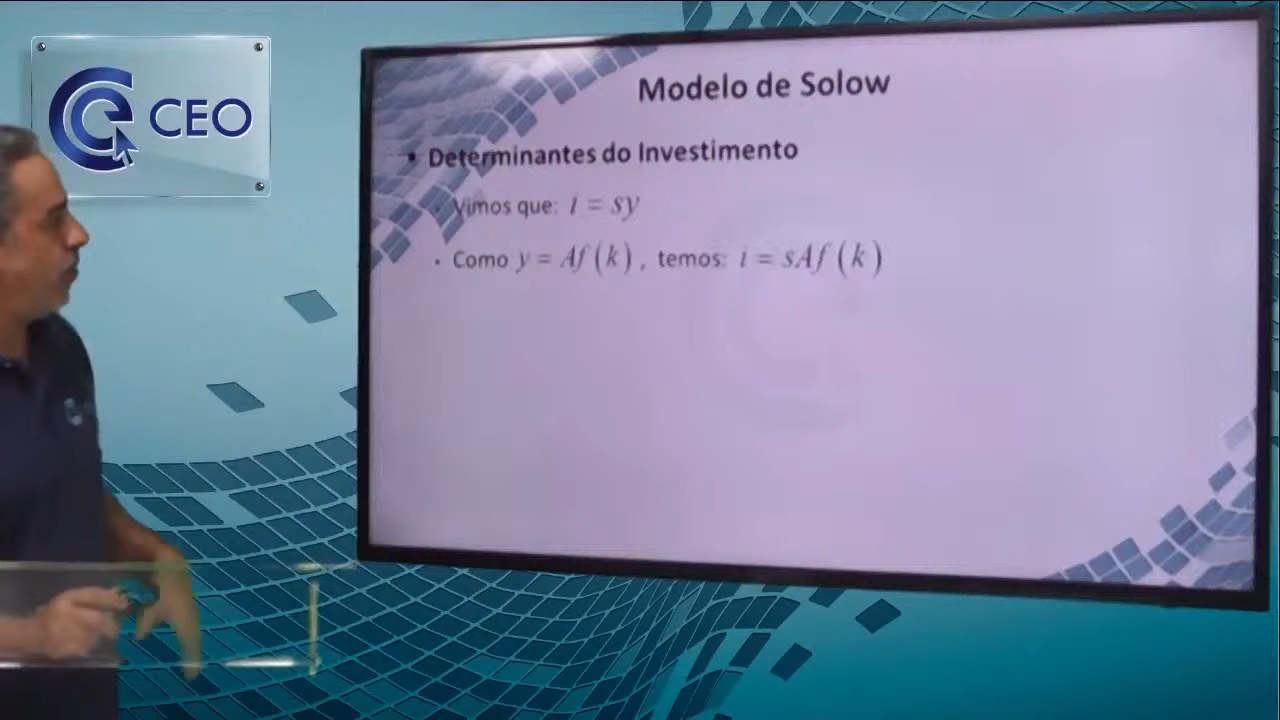 CEO
Modelo de Solow
• Determinantes do Investimento
• Vimos que: i = sy
• Como y = Af(k), temos: i = sAf(k)